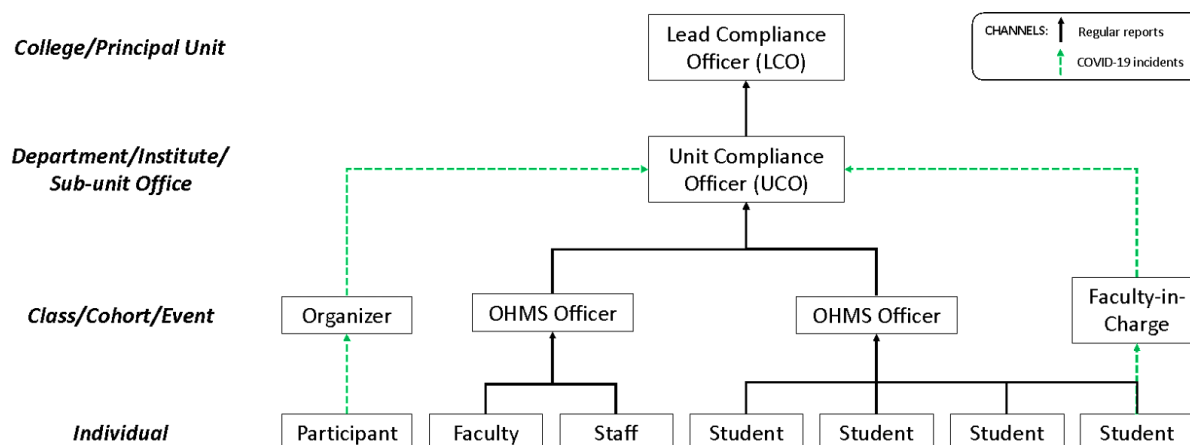 College/Principal Unit
Lead Compliance
Officer (LCO)
CHANNELS:
Regular reports
COVID-19 incidents
Department/Institute/
Sub-unit Office
Unit Compliance
Officer (UCO)
Class/Cohort/Event
Organizer
OHMS Officer
OHMS Officer
Faculty-in-
Charge
Individual
Participant
Faculty
Staff
Student
Student
Student
Student